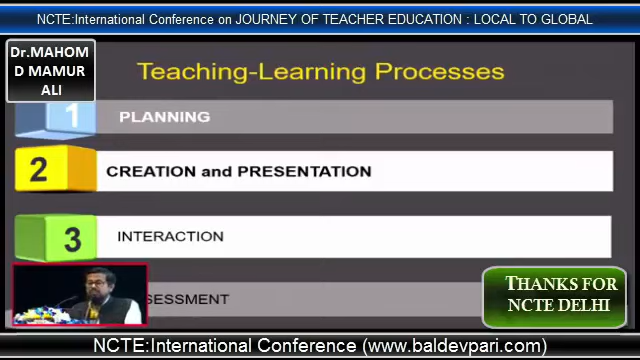 NCTE:International Conference on JOURNEY OF TEACHER EDUCATION : LOCAL TO GLOBAL
Dr.MAHOM
D MAMUR
ALI
Teaching-Learning Processes
1 PLANNING
2 CREATION and PRESENTATION
3 INTERACTION
SESSMENT
THANKS FOR
NCTE DELHI
NCTE:International Conference (www.baldevpari.com)